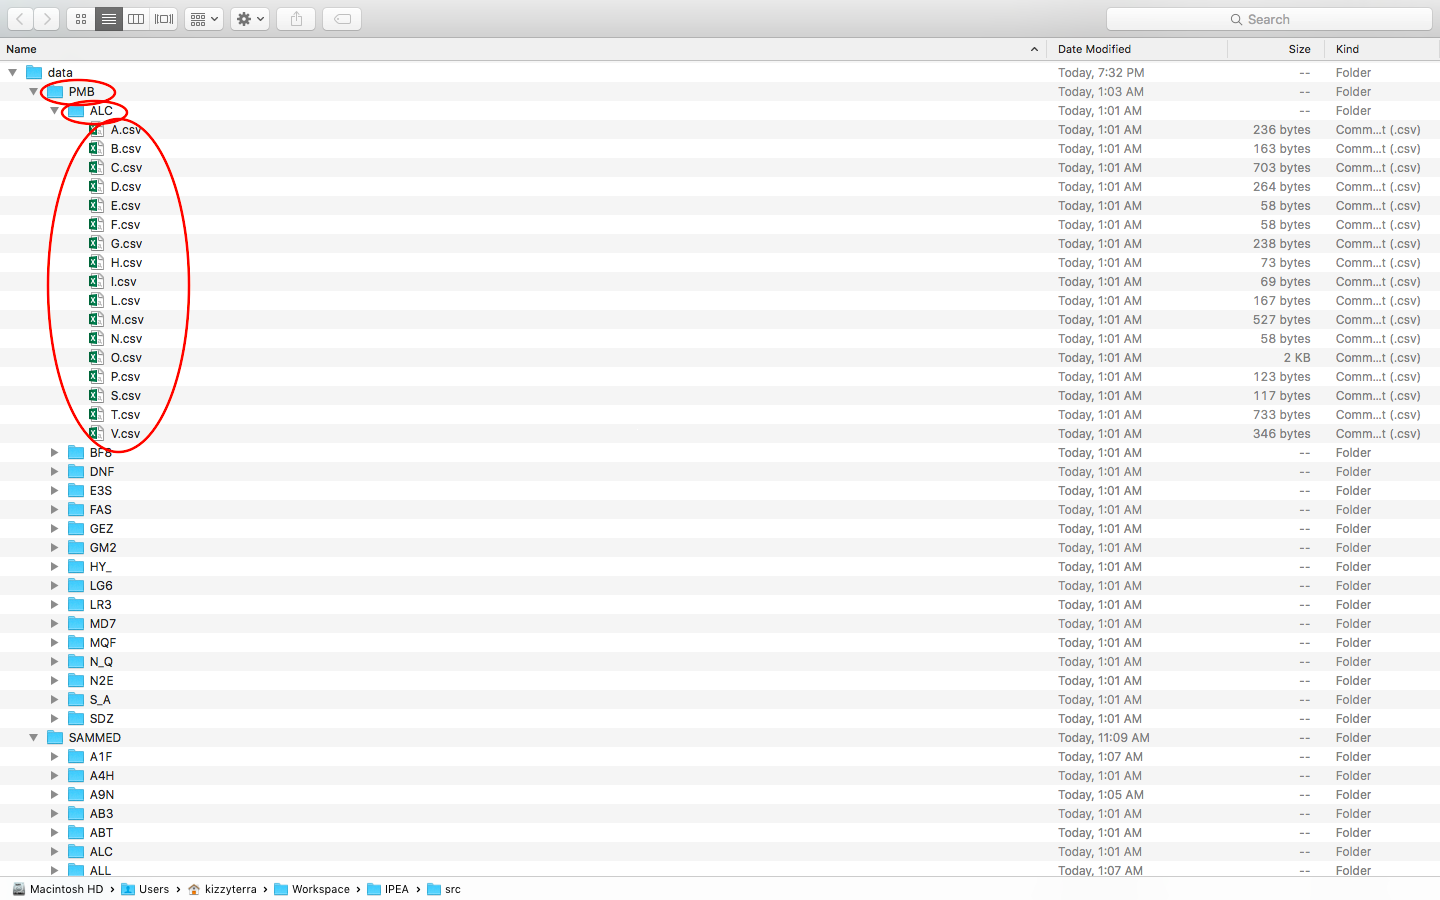 Search
Name Date Modified Size Kind
data Today, 7:32 PM -- Folder
PMB Today, 1:03 AM -- Folder
ALC Today, 1:01 AM -- Folder
A.csv Today, 1:01 AM 236 bytes Comm...t (.csv)
B.csv Today, 1:01 AM 163 bytes Comm...t (.csv)
C.csv Today, 1:01 AM 703 bytes Comm...t (.csv)
D.csv Today, 1:01 AM 264 bytes Comm...t (.csv)
E.csv Today, 1:01 AM 58 bytes Comm...t (.csv)
F.csv Today, 1:01 AM 58 bytes Comm...t (.csv)
G.csv Today, 1:01 AM 238 bytes Comm...t (.csv)
H.csv Today, 1:01 AM 73 bytes Comm...t (.csv)
I.csv Today, 1:01 AM 69 bytes Comm...t (.csv)
L.csv Today, 1:01 AM 167 bytes Comm...t (.csv)
M.csv Today, 1:01 AM 527 bytes Comm...t (.csv)
N.csv Today, 1:01 AM 58 bytes Comm...t (.csv)
O.csv Today, 1:01 AM 2 KB Comm...t (.csv)
P.csv Today, 1:01 AM 123 bytes Comm...t (.csv)
S.csv Today, 1:01 AM 117 bytes Comm...t (.csv)
T.csv Today, 1:01 AM 733 bytes Comm...t (.csv)
V.csv Today, 1:01 AM 346 bytes Comm...t (.csv)
BF8 Today, 1:01 AM -- Folder
DNF Today, 1:01 AM -- Folder
E3S Today, 1:01 AM -- Folder
FAS Today, 1:01 AM -- Folder
GEZ Today, 1:01 AM -- Folder
GM2 Today, 1:01 AM -- Folder
HY_ Today, 1:01 AM -- Folder
LG6 Today, 1:01 AM -- Folder
LR3 Today, 1:01 AM -- Folder
MD7 Today, 1:01 AM -- Folder
MQF Today, 1:01 AM -- Folder
N_Q Today, 1:01 AM -- Folder
N2E Today, 1:01 AM -- Folder
S_A Today, 1:01 AM -- Folder
SDZ Today, 1:01 AM -- Folder
SAMMED Today, 11:09 AM -- Folder
A1F Today, 1:07 AM -- Folder
A4H Today, 1:01 AM -- Folder
A9N Today, 1:05 AM -- Folder
AB3 Today, 1:01 AM -- Folder
ABT Today, 1:01 AM -- Folder
ALC Today, 1:01 AM -- Folder
ALL Today, 1:07 AM -- Folder
Macintosh HD › Users › kizzyterra › Workspace › IPEA › src